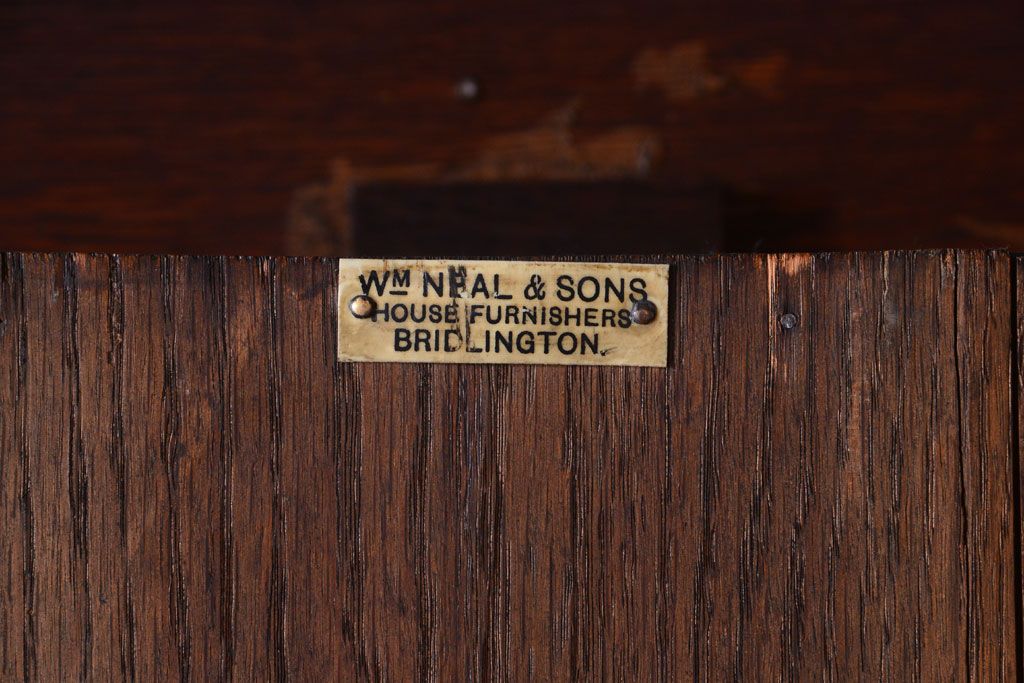 WM NEAL & SONS
HOUSE FURNISHERS
BRIDLINGTON.